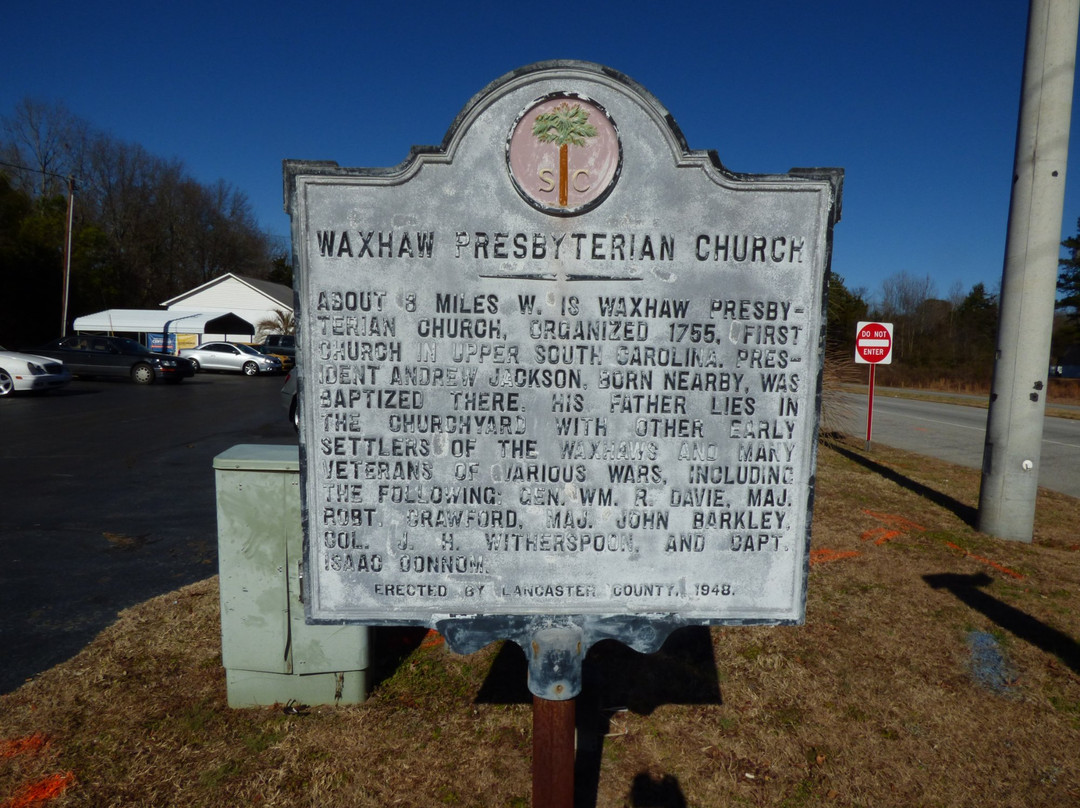 S C
WAXHAW PRESBYTERIAN CHURCH
ABOUT 8 MILES W. IS WAXHAW PRESBY-
TERIAN CHURCH, ORGANIZED 1755, FIRST
CHURCH IN UPPER SOUTH CAROLINA. PRES-
IDENT ANDREW JACKSON, BORN NEARBY, WAS
BAPTIZED THERE. HIS FATHER LIES IN
THE CHURCHYARD WITH OTHER EARLY
SETTLERS OF THE WAXHAWS AND MANY
VETERANS OF VARIOUS WARS, INCLUDING
THE FOLLOWING: GEN. WM. R. DAVIE, MAJ.
ROBT. CRAWFORD, MAJ. JOHN BARKLEY,
COL. J. H. WITHERSPOON, AND CAPT.
ISAAC DONNOM.
ERECTED BY LANCASTER COUNTY, 1948.
DO NOT
ENTER